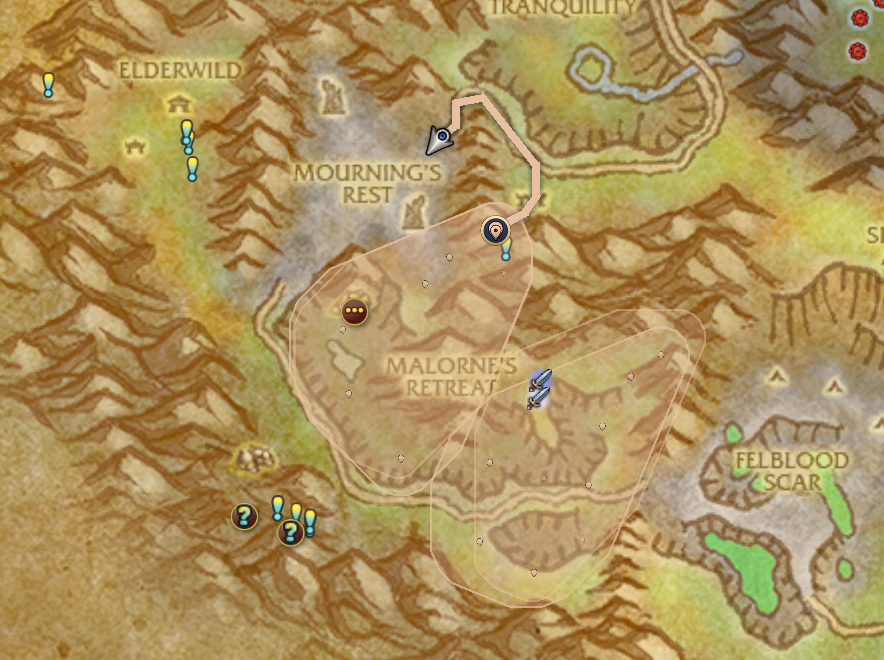 TRANQUILITY
ELDERWILD
MOURNING'S
REST
MALORNE'S
RETREAT
FELBLOOD
SCAR